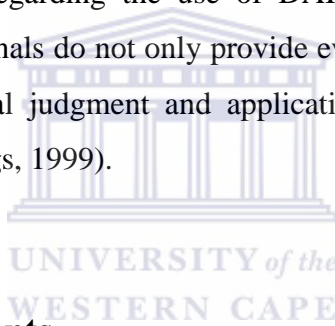 regarding the use of
nals do not only provide ev
al judgment and applicati
gs, 1999).
UNIVERSITY of the
WESTERN CAPE